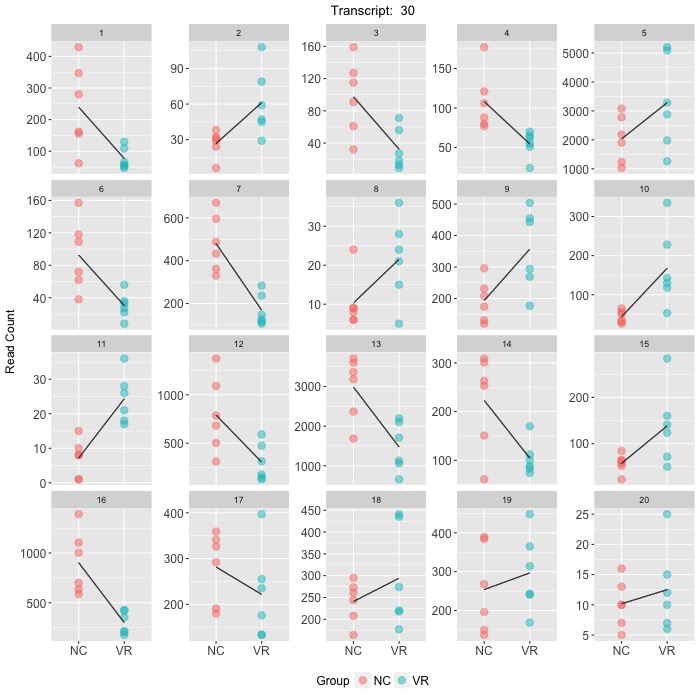 Transcript: 30
1 2 3 4 5
400 300 200 100
90 60 30
160 120 80 40
150 100 50
5000 4000 3000 2000 1000
6 7 8 9 10
160 120 80 40
600 400 200
30 20 10
500 400 300 200
300 200 100
11 12 13 14 15
30 20 10 0
1000 500
3000 2000 1000
300 200 100
200 100
16 17 18 19 20
1000 500
400 300 200
450 400 350 300 250 200
400 300 200
25 20 15 10 5
NC VR NC VR NC VR NC VR NC VR
Read Count
Group NC VR